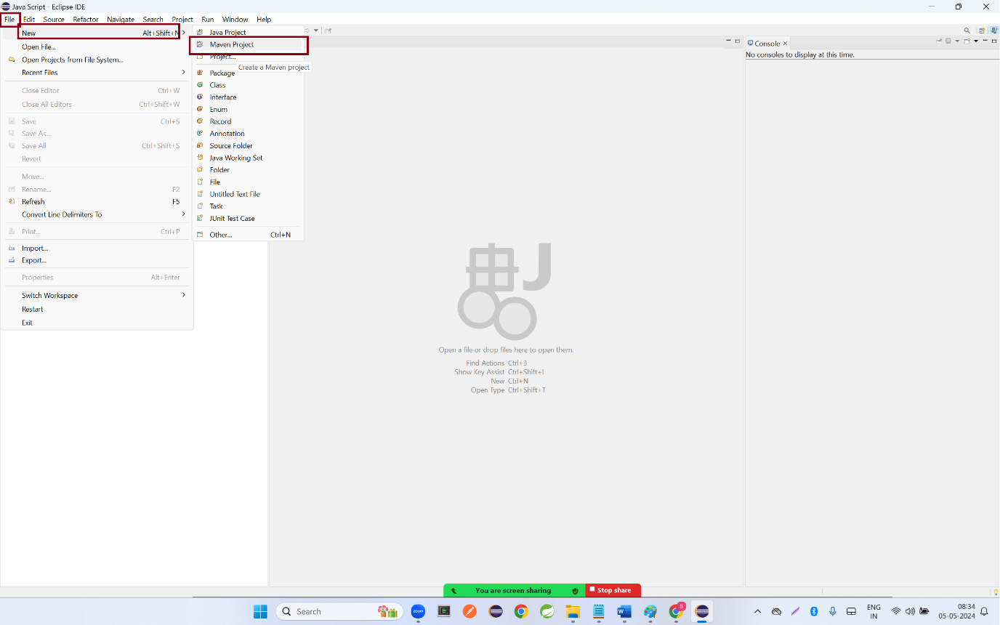 Java Script - Eclipse IDE
File Edit Source Refactor Navigate Search Project Run Window Help
New Alt+Shift+N
Open File...
Open Projects from File System...
Recent Files
Close Editor Ctrl+W
Close All Editors Ctrl+Shift+W
Save Ctrl+S
Save As...
Save All Ctrl+Shift+S
Revert
Move...
Rename... F2
Refresh F5
Convert Line Delimiters To
Print... Ctrl+P
Import...
Export...
Properties Alt+Enter
Switch Workspace
Restart
Exit
Java Project
Maven Project
Project...
Create a Maven project
Package
Class
Interface
Enum
Record
Annotation
Source Folder
Java Working Set
Folder
File
Untitled Text File
Task
JUnit Test Case
Other... Ctrl+N
Console
No consoles to display at this time.
Open a file or drop files here to open them.
Find Actions Ctrl+3
Show Key Assist Ctrl+Shift+L
New Ctrl+N
Open Type Ctrl+Shift+T
You are screen sharing Stop share
Search
zoom
S
ENG
IN
08:34
05-05-2024